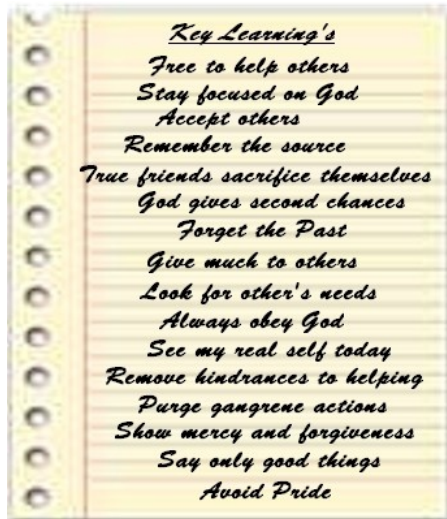 Key Learning's
Free to help others
Stay focused on God
Accept others
Remember the source
True friends sacrifice themselves
God gives second chances
Forget the Past
Give much to others
Look for other's needs
Always obey God
See my real self today
Remove hindrances to helping
Purge gangrene actions
Show mercy and forgiveness
Say only good things
Avoid Pride